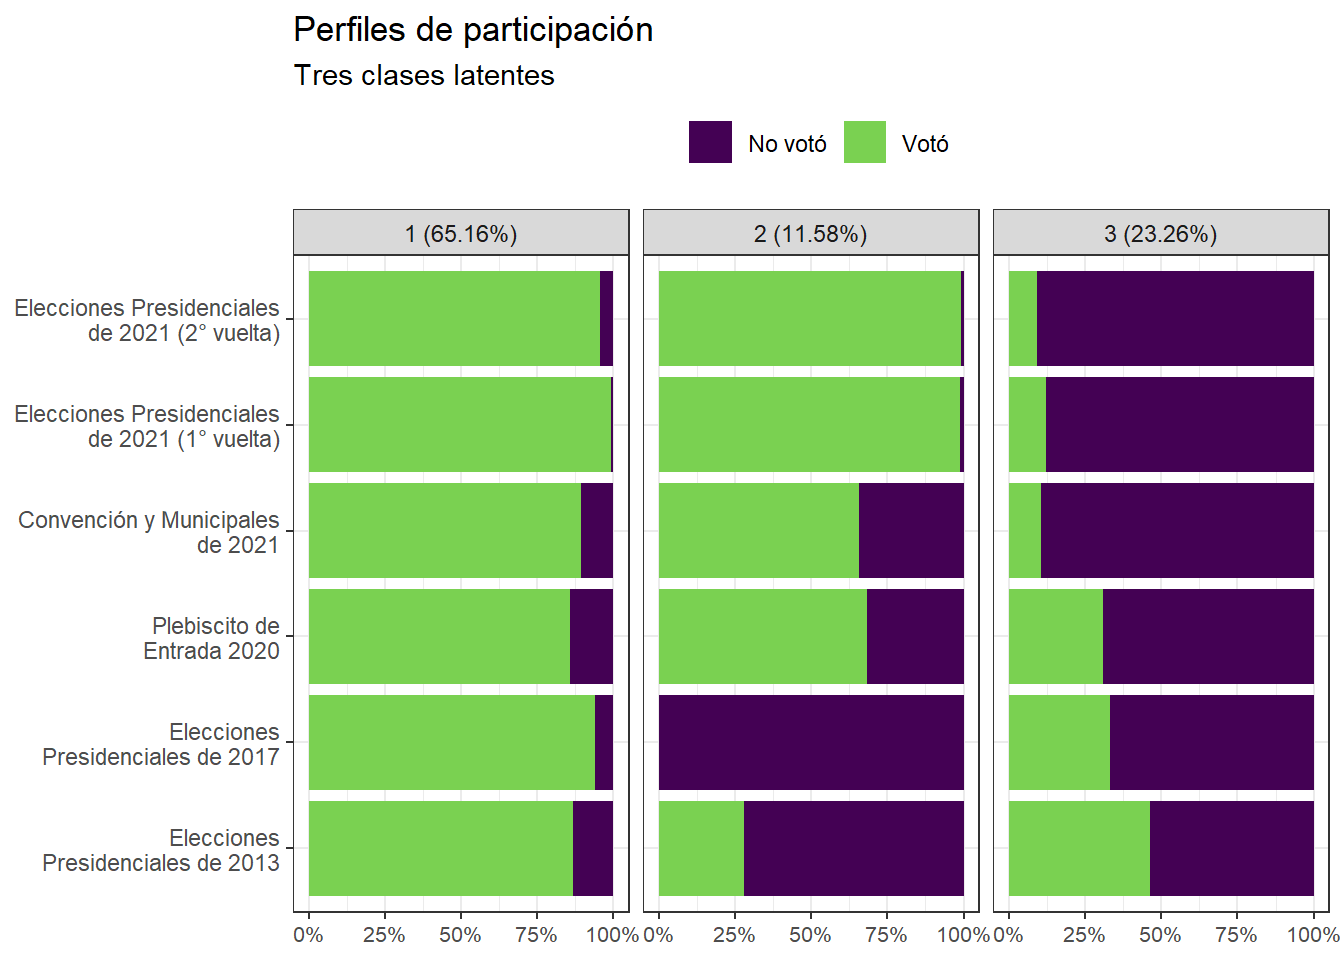 Perfiles de participación
Tres clases latentes
No votó
Votó
1 (65.16%)
2 (11.58%)
3 (23.26%)
Elecciones Presidenciales
de 2021 (2° vuelta)
Elecciones Presidenciales
de 2021 (1° vuelta)
Convención y Municipales
de 2021
Plebiscito de
Entrada 2020
Elecciones
Presidenciales de 2017
Elecciones
Presidenciales de 2013
0% 25% 50% 75% 100%
0% 25% 50% 75% 100%
0% 25% 50% 75% 100%